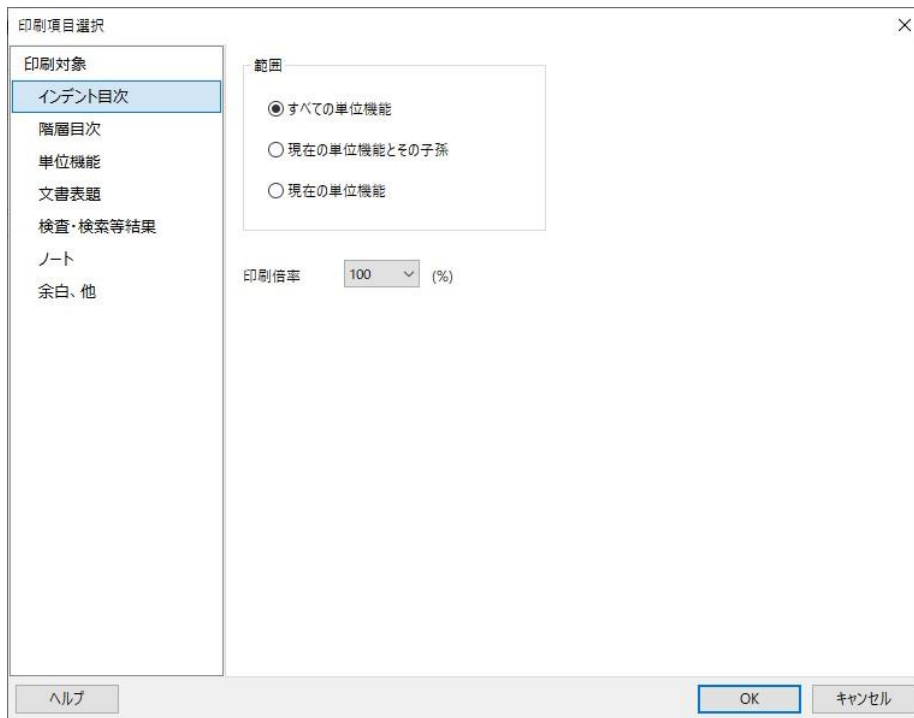 印刷項目選択
印刷対象
インデント目次
階層目次
単位機能
文書表題
検査・検索等結果
ノート
余白、他
範囲
すべての単位機能
現在の単位機能とその子孫
現在の単位機能
印刷倍率 100 (%)
ヘルプ OK キャンセル